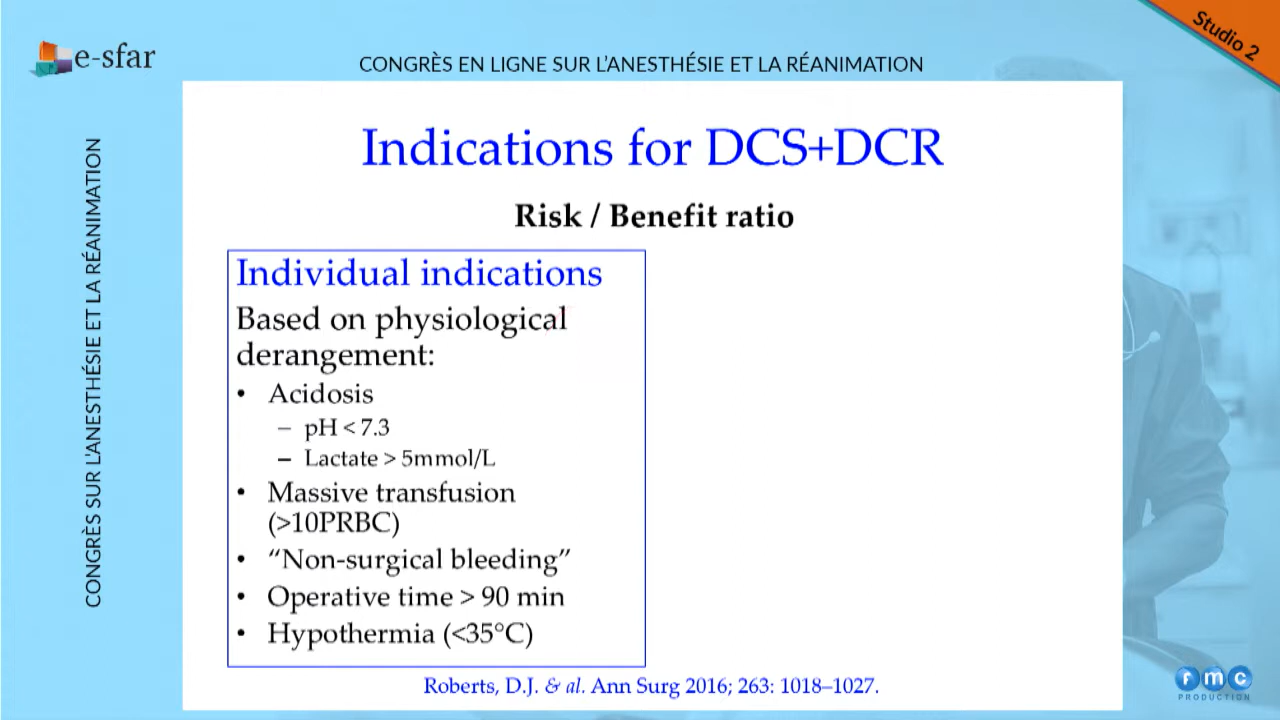 e-sfar
CONGRÈS EN LIGNE SUR L'ANESTHÉSIE ET LA RÉANIMATION
Studio 2
CONGRÈS SUR L'ANESTHÉSIE ET LA RÉANIMATION
Indications for DCS+DCR
Risk / Benefit ratio
Individual indications
Based on physiological
derangement:
• Acidosis
– pH < 7.3
– Lactate > 5mmol/L
• Massive transfusion
(>10PRBC)
• “Non-surgical bleeding”
• Operative time > 90 min
• Hypothermia (<35°C)
Roberts, D.J. & al. Ann Surg 2016; 263: 1018–1027.
rmc
PRODUCTION